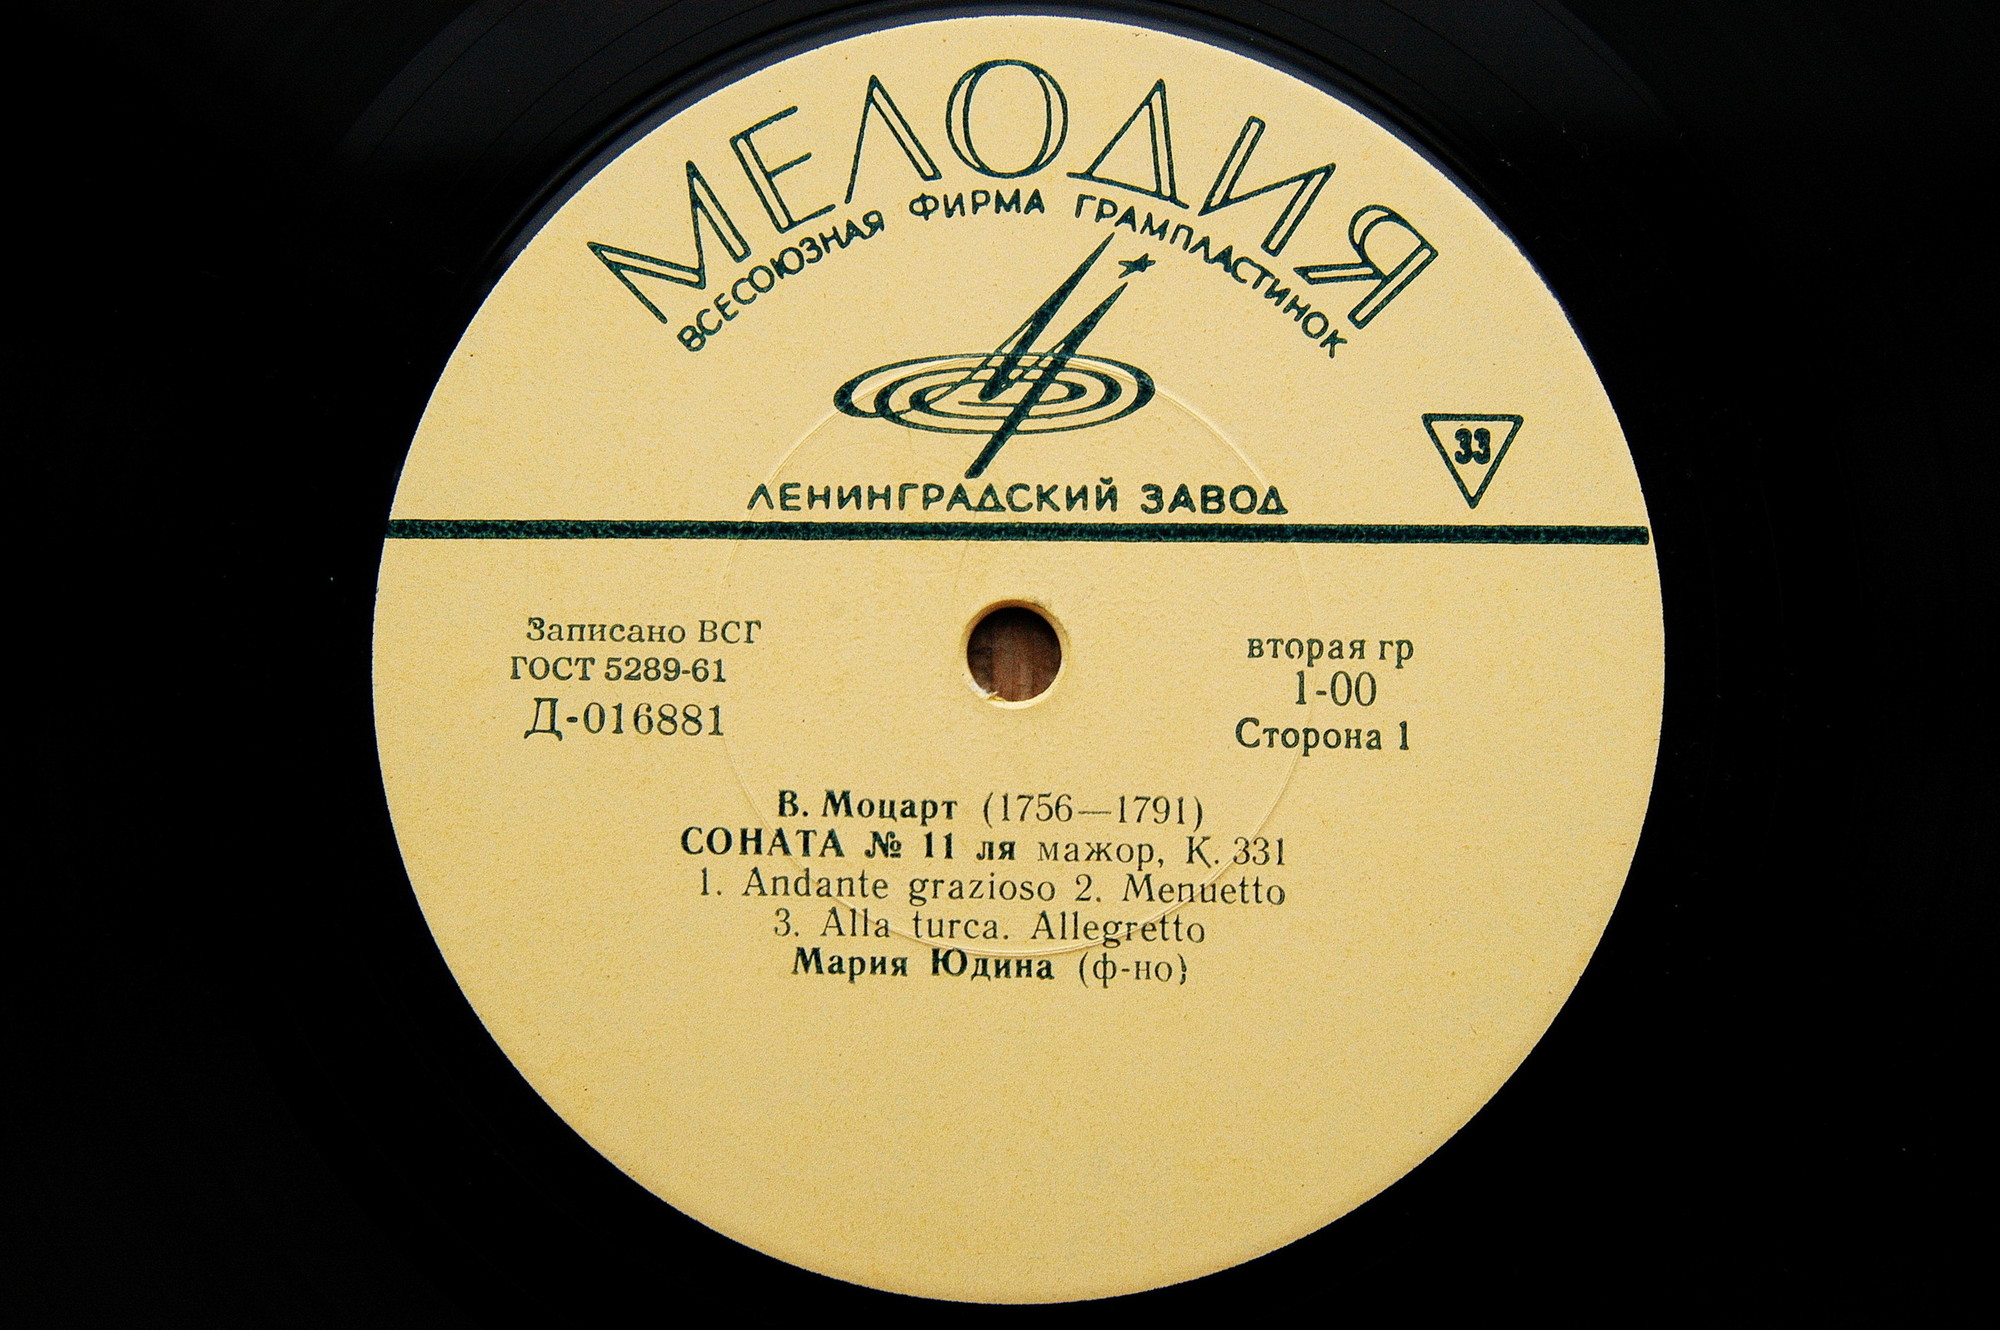 МЕЛОДИЯ
ВСЕСОЮЗНАЯ ФИРМА ГРАМПЛАСТИНОК
33
ЛЕНИНГРАДСКИЙ ЗАВОД
Записано ВСГ
ГОСТ 5289-61
Д-016881
вторая гр
1-00
Сторона 1
В. Моцарт (1756—1791)
СОНАТА № 11 ля мажор, К. 331
1. Andante grazioso 2. Menuetto
3. Alla turca. Allegretto
Мария Юдина (ф-но)